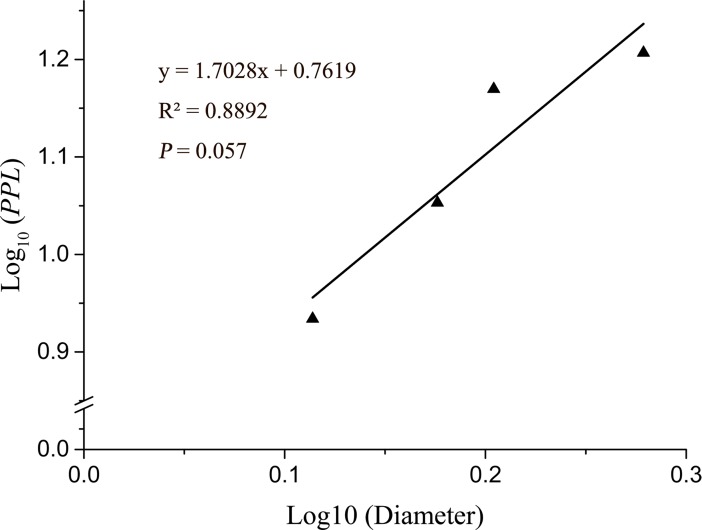 y = 1.7028x + 0.7619
R² = 0.8892
P = 0.057
Log10 (PPL)
1.2
1.1
1.0
0.9
0.0
0.0 0.1 0.2 0.3
Log10 (Diameter)